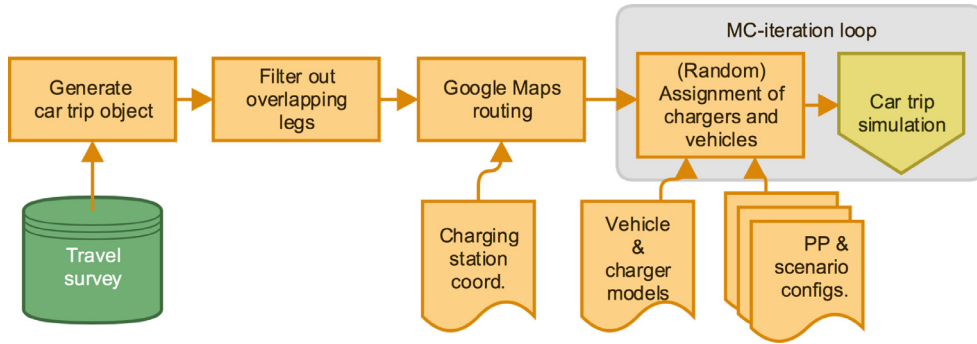 MC-iteration loop
Generate
car trip object
Filter out
overlapping
legs
Google Maps
routing
(Random)
Assignment of
chargers and
vehicles
Car trip
simulation
Travel
survey
Charging
station
coord.
Vehicle
&
charger
models
PP &
scenario
configs.